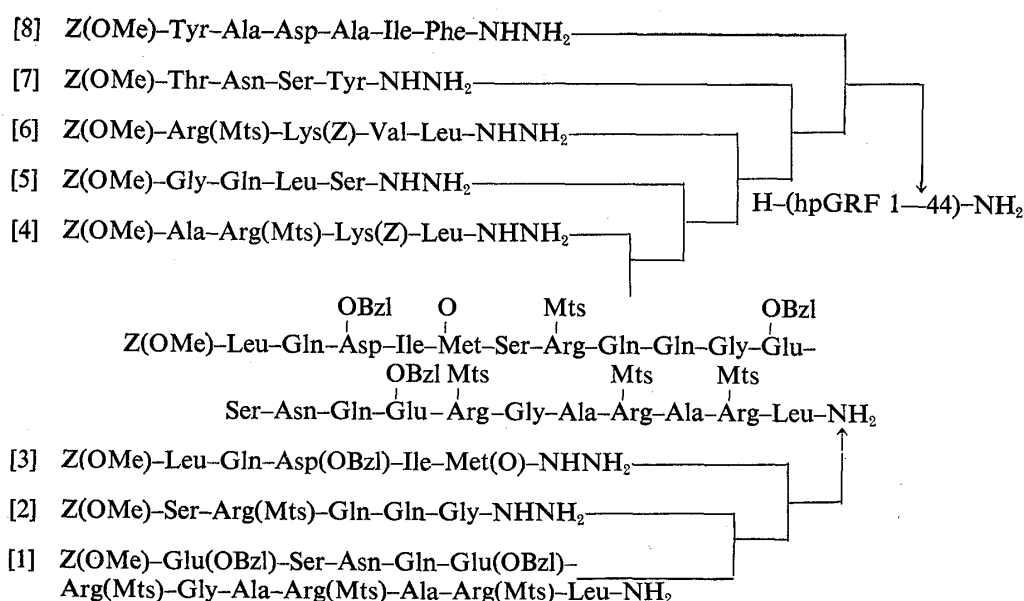 [8] Z(OMe)–Tyr–Ala–Asp–Ala–Ile–Phe–NHNH₂
[7] Z(OMe)–Thr–Asn–Ser–Tyr–NHNH₂
[6] Z(OMe)–Arg(Mts)–Lys(Z)–Val–Leu–NHNH₂
[5] Z(OMe)–Gly–Gln–Leu–Ser–NHNH₂
H–(hpGRF 1—44)–NH₂
[4] Z(OMe)–Ala–Arg(Mts)–Lys(Z)–Leu–NHNH₂
OBzl O Mts OBzl
Z(OMe)–Leu–Gln–Asp–Ile–Met–Ser–Arg–Gln–Gln–Gly–Glu–
OBzl Mts Mts Mts
Ser–Asn–Gln–Glu–Arg–Gly–Ala–Arg–Ala–Arg–Leu–NH₂
[3] Z(OMe)–Leu–Gln–Asp(OBzl)–Ile–Met(O)–NHNH₂
[2] Z(OMe)–Ser–Arg(Mts)–Gln–Gln–Gly–NHNH₂
[1] Z(OMe)–Glu(OBzl)–Ser–Asn–Gln–Glu(OBzl)–
Arg(Mts)–Gly–Ala–Arg(Mts)–Ala–Arg(Mts)–Leu–NH₂